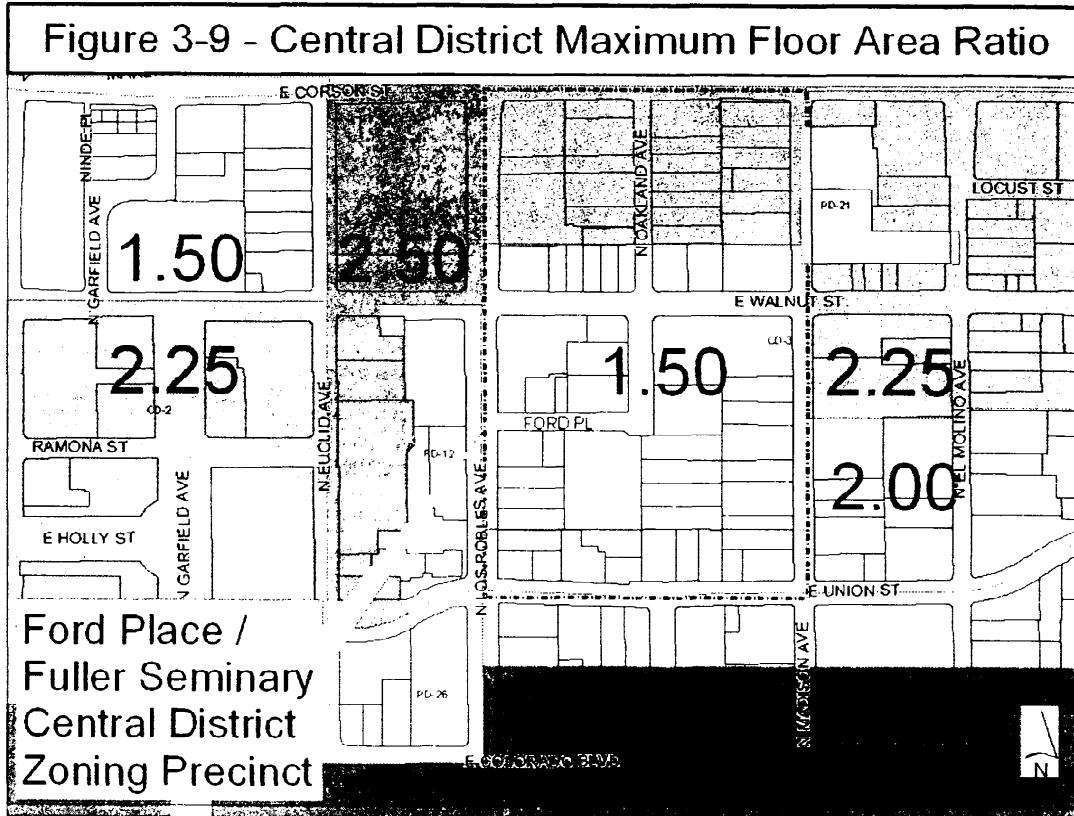 Figure 3-9 - Central District Maximum Floor Area Ratio
E CORSON ST
NINDE PL
N GARFIELD AVE
N OAKLAND AVE
LOCUST ST
PD-21
1.50
2.50
E WALNUT ST
2.25
CD-2
1.50
CD-3
2.25
N EUCLID AVE
FORD PL
RAMONA ST
PD-12
N LOS ROBLES AVE
2.00
N EL MOLINO AVE
E HOLLY ST
N GARFIELD AVE
E UNION ST
Ford Place /
Fuller Seminary
Central District
Zoning Precinct
PD-26
N MADISON AVE
E COLORADO BLVD
N